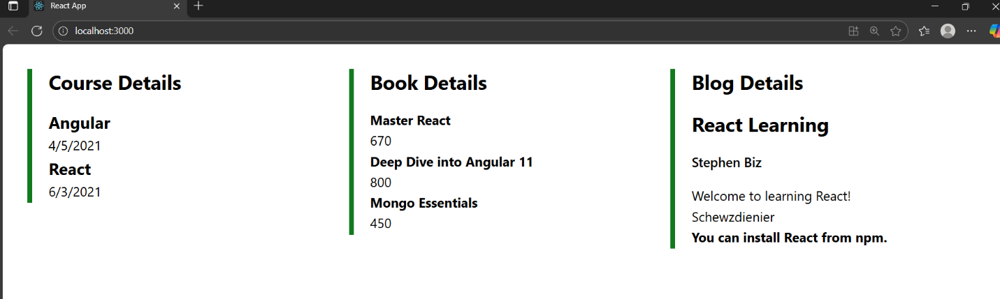 React App
localhost:3000
Course Details
Angular
4/5/2021
React
6/3/2021
Book Details
Master React
670
Deep Dive into Angular 11
800
Mongo Essentials
450
Blog Details
React Learning
Stephen Biz
Welcome to learning React!
Schewzdienier
You can install React from npm.